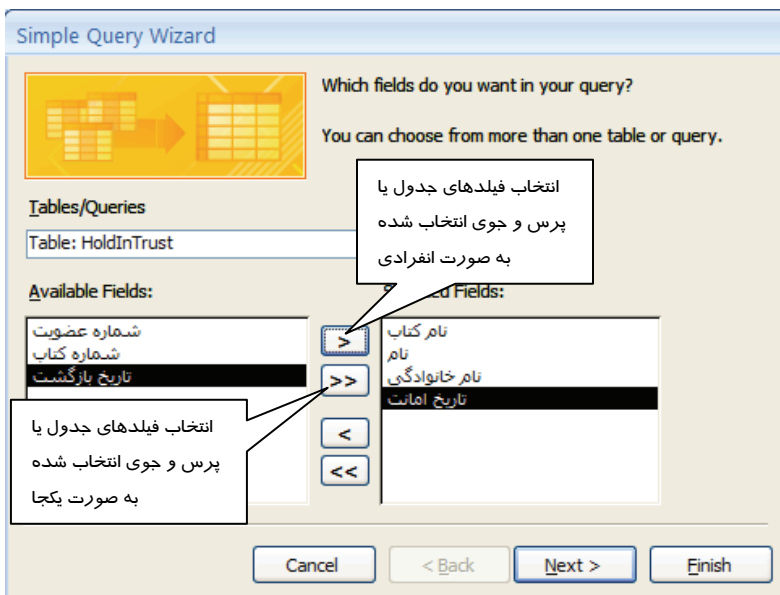 Simple Query Wizard
Which fields do you want in your query?
You can choose from more than one table or query.
انتخاب فیلدهای جدول یا
پرس و جوی انتخاب شده
به صورت انفرادی
Tables/Queries
Table: HoldInTrust
Available Fields:
Fields:
شماره عضویت
شماره کتاب
تاریخ بازگشت
>
>>
<
<<
نام کتاب
نام
نام خانوادگی
تاریخ امانت
انتخاب فیلدهای جدول یا
پرس و جوی انتخاب شده
به صورت یکجا
Cancel
< Back
Next >
Finish